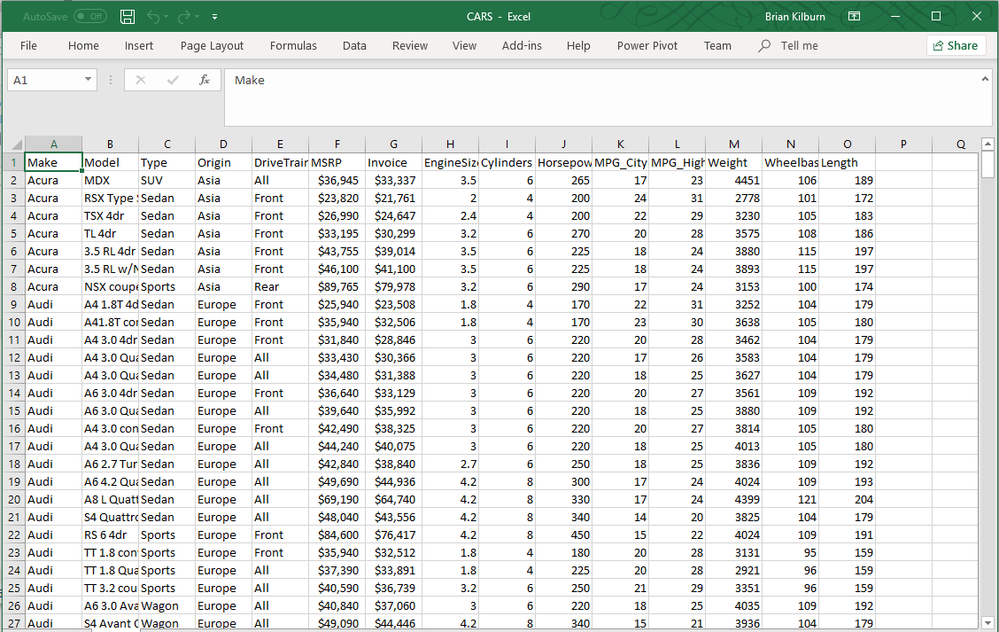 AutoSave Off CARS - Excel Brian Kilburn
File Home Insert Page Layout Formulas Data Review View Add-ins Help Power Pivot Team Tell me Share
A1 fx Make
A B C D E F G H I J K L M N O P Q
1 Make Model Type Origin DriveTrain MSRP Invoice EngineSize Cylinders Horsepow MPG_City MPG_High Weight Wheelbas Length
2 Acura MDX SUV Asia All $36,945 $33,337 3.5 6 265 17 23 4451 106 189
3 Acura RSX Type S Sedan Asia Front $23,820 $21,761 2 4 200 24 31 2778 101 172
4 Acura TSX 4dr Sedan Asia Front $26,990 $24,647 2.4 4 200 22 29 3230 105 183
5 Acura TL 4dr Sedan Asia Front $33,195 $30,299 3.2 6 270 20 28 3575 108 186
6 Acura 3.5 RL 4dr Sedan Asia Front $43,755 $39,014 3.5 6 225 18 24 3880 115 197
7 Acura 3.5 RL w/N Sedan Asia Front $46,100 $41,100 3.5 6 225 18 24 3893 115 197
8 Acura NSX coupe Sports Asia Rear $89,765 $79,978 3.2 6 290 17 24 3153 100 174
9 Audi A4 1.8T 4d Sedan Europe Front $25,940 $23,508 1.8 4 170 22 31 3252 104 179
10 Audi A41.8T con Sedan Europe Front $35,940 $32,506 1.8 4 170 23 30 3638 105 180
11 Audi A4 3.0 4dr Sedan Europe Front $31,840 $28,846 3 6 220 20 28 3462 104 179
12 Audi A4 3.0 Qua Sedan Europe All $33,430 $30,366 3 6 220 17 26 3583 104 179
13 Audi A4 3.0 Qua Sedan Europe All $34,480 $31,388 3 6 220 18 25 3627 104 179
14 Audi A6 3.0 4dr Sedan Europe Front $36,640 $33,129 3 6 220 20 27 3561 109 192
15 Audi A6 3.0 Qua Sedan Europe All $39,640 $35,992 3 6 220 18 25 3880 109 192
16 Audi A4 3.0 con Sedan Europe Front $42,490 $38,325 3 6 220 20 27 3814 105 180
17 Audi A4 3.0 Qua Sedan Europe All $44,240 $40,075 3 6 220 18 25 4013 105 180
18 Audi A6 2.7 Tur Sedan Europe All $42,840 $38,840 2.7 6 250 18 25 3836 109 192
19 Audi A6 4.2 Qua Sedan Europe All $49,690 $44,936 4.2 8 300 17 24 4024 109 193
20 Audi A8 L Quatt Sedan Europe All $69,190 $64,740 4.2 8 330 17 24 4399 121 204
21 Audi S4 Quattro Sedan Europe All $48,040 $43,556 4.2 8 340 14 20 3825 104 179
22 Audi RS 6 4dr Sports Europe Front $84,600 $76,417 4.2 8 450 15 22 4024 109 191
23 Audi TT 1.8 con Sports Europe Front $35,940 $32,512 1.8 4 180 20 28 3131 95 159
24 Audi TT 1.8 Qua Sports Europe All $37,390 $33,891 1.8 4 225 20 28 2921 96 159
25 Audi TT 3.2 cou Sports Europe All $40,590 $36,739 3.2 6 250 21 29 3351 96 159
26 Audi A6 3.0 Ava Wagon Europe All $40,840 $37,060 3 6 220 18 25 4035 109 192
27 Audi S4 Avant Q Wagon Europe All $49,090 $44,446 4.2 8 340 15 21 3936 104 179